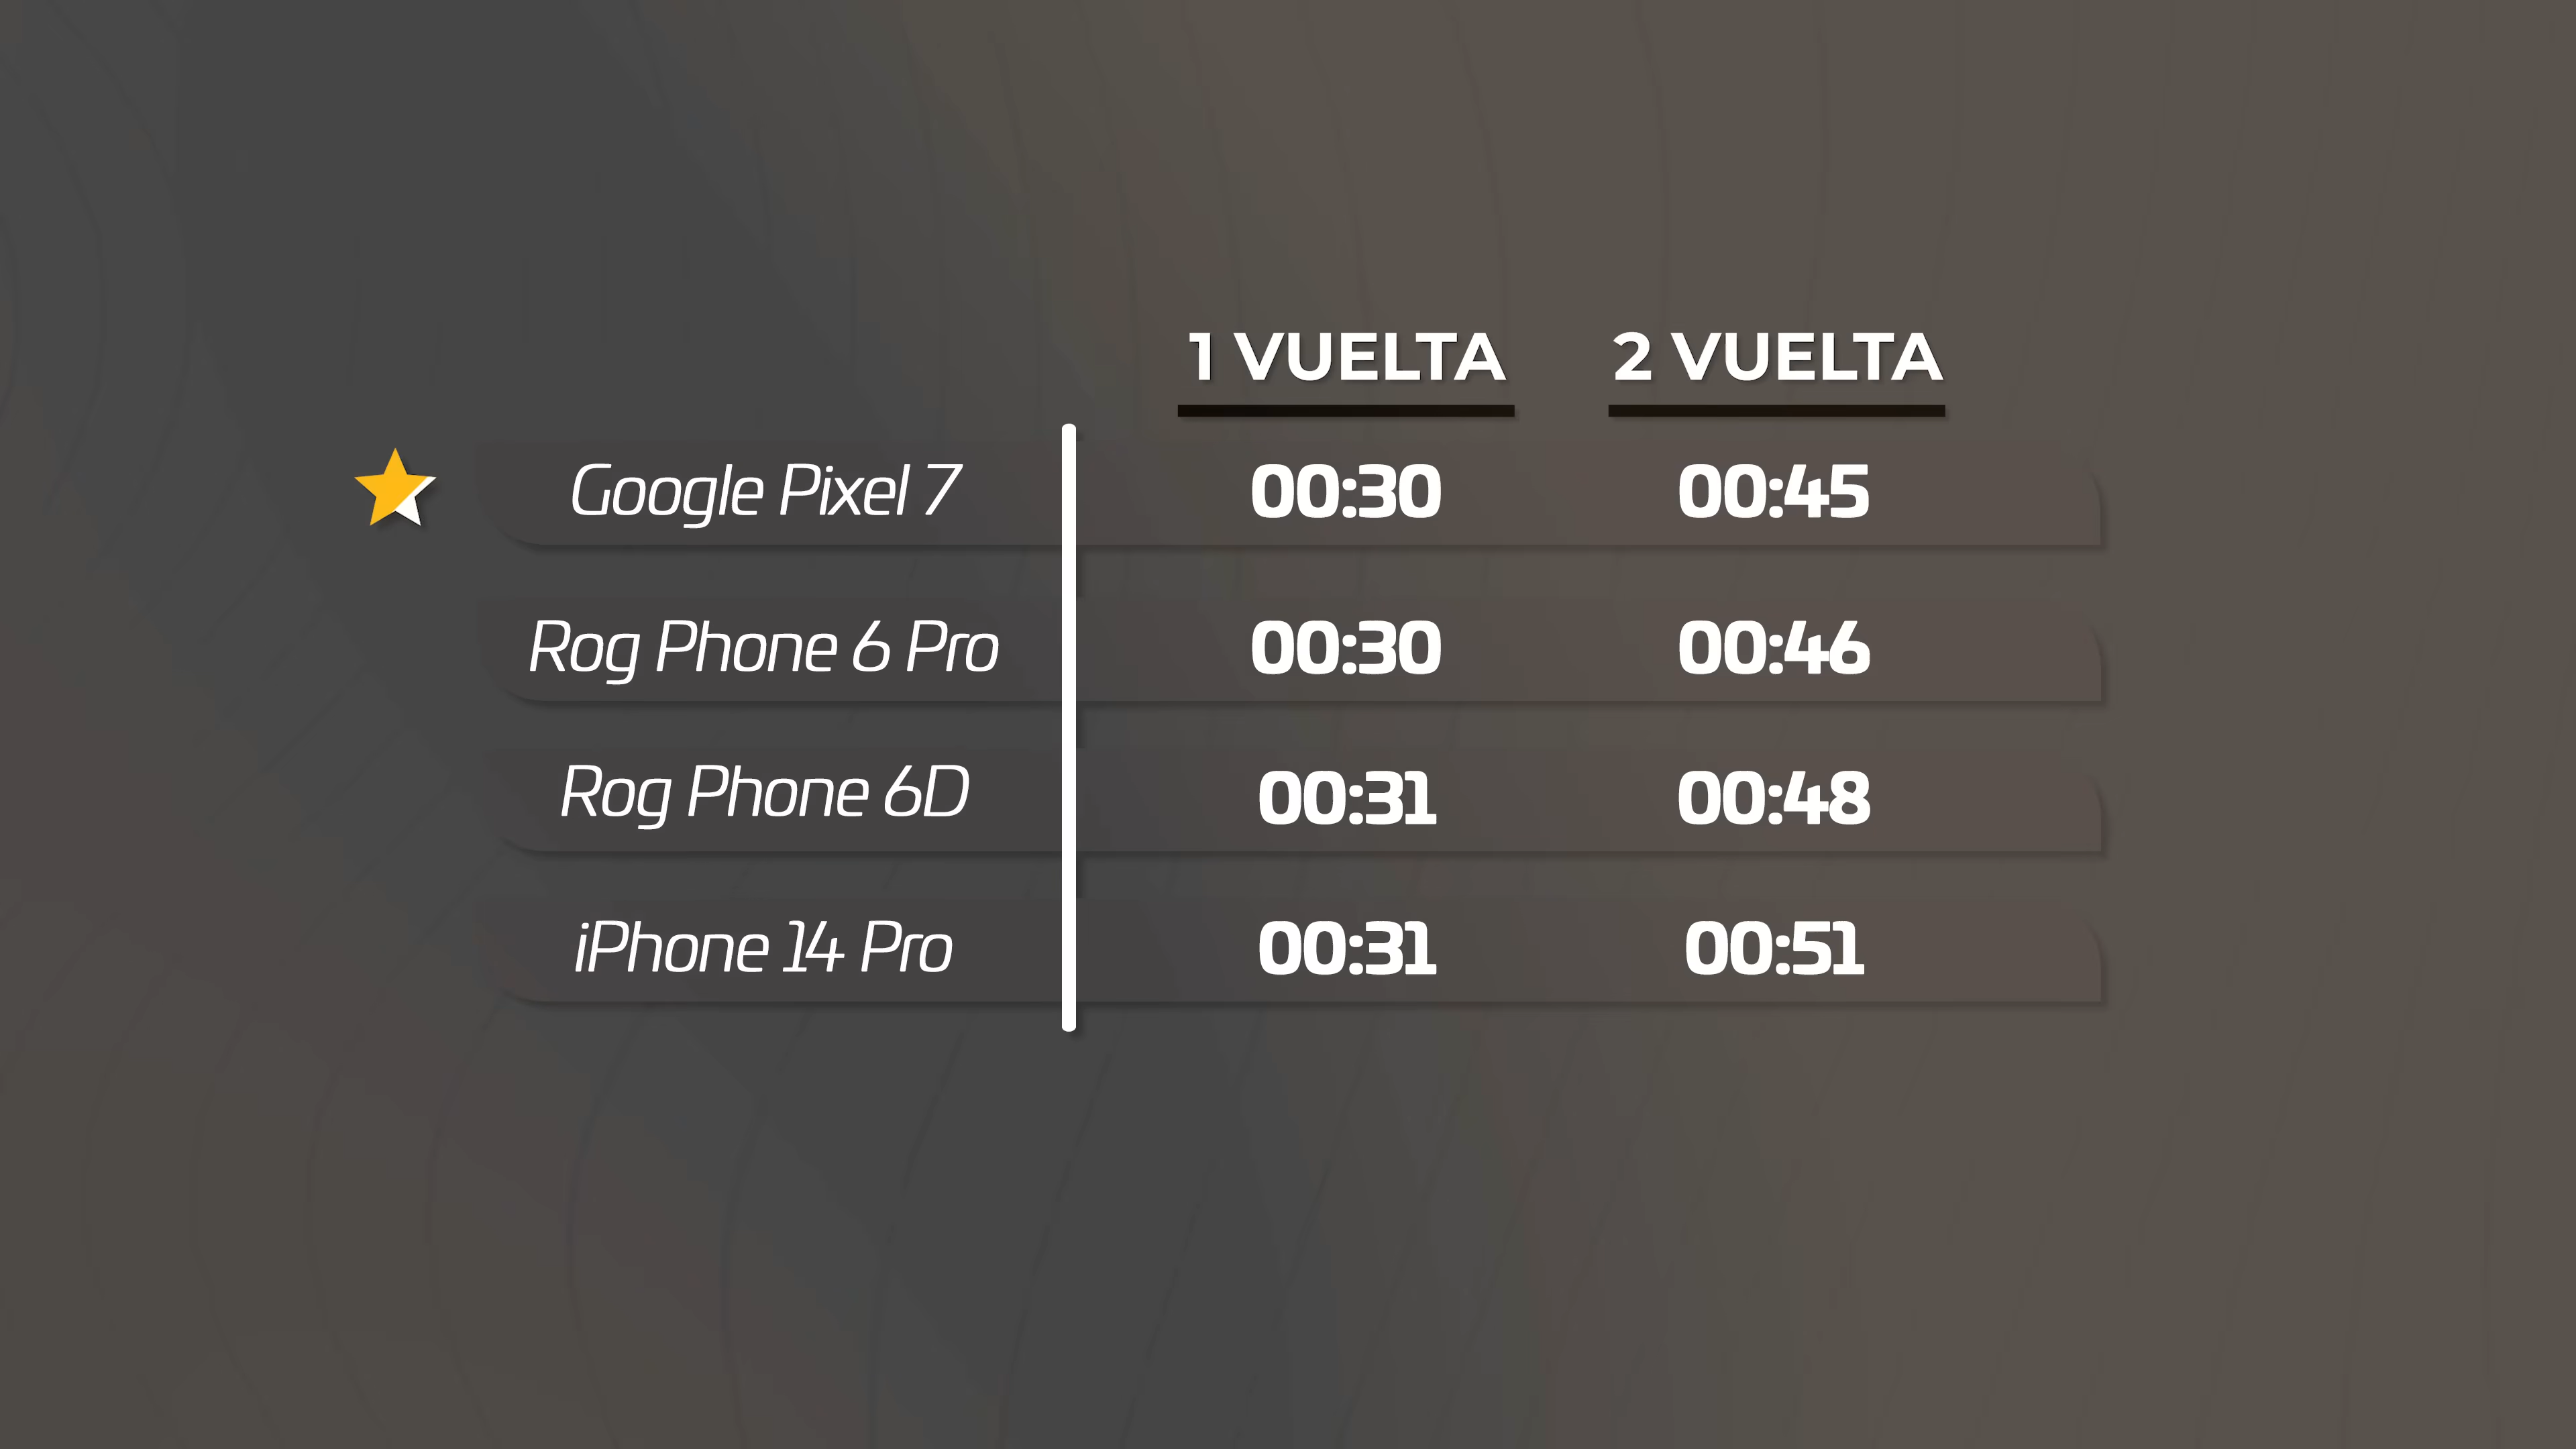 1 VUELTA 2 VUELTA
Google Pixel 7 00:30 00:45
Rog Phone 6 Pro 00:30 00:46
Rog Phone 6D 00:31 00:48
iPhone 14 Pro 00:31 00:51